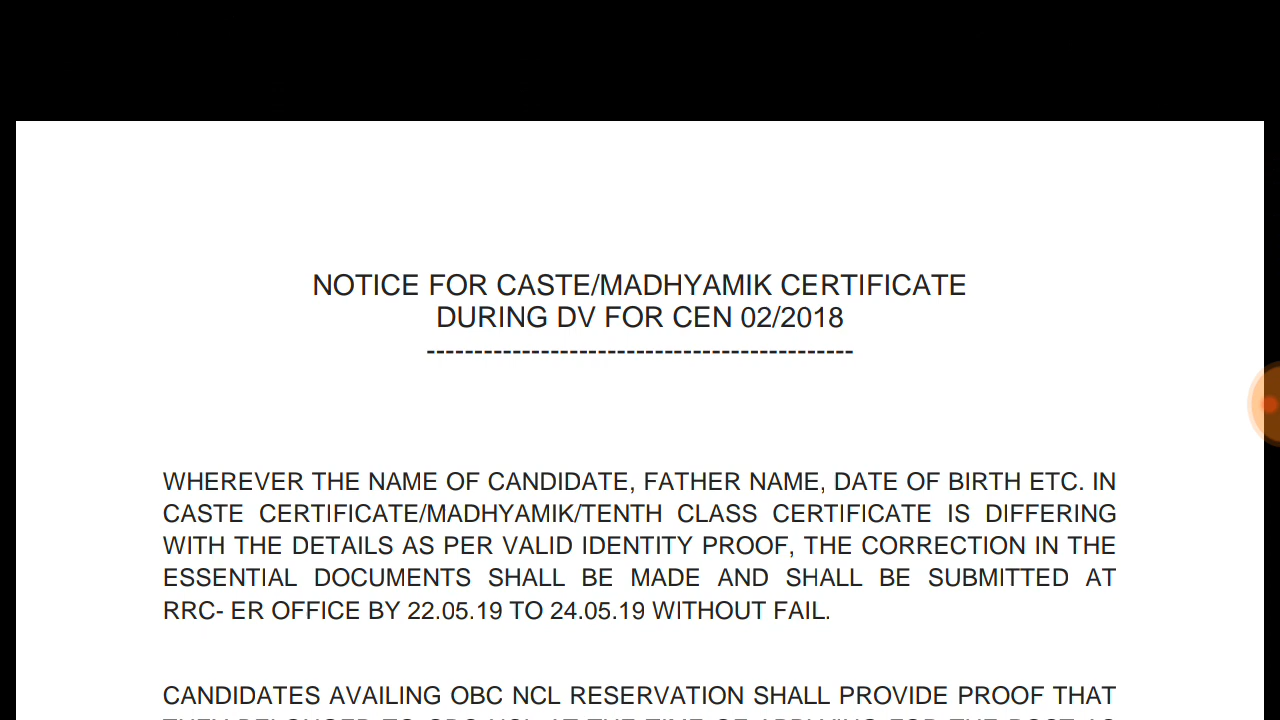 NOTICE FOR CASTE/MADHYAMIK CERTIFICATE
DURING DV FOR CEN 02/2018
---------------------------------------------
WHEREVER THE NAME OF CANDIDATE, FATHER NAME, DATE OF BIRTH ETC. IN
CASTE CERTIFICATE/MADHYAMIK/TENTH CLASS CERTIFICATE IS DIFFERING
WITH THE DETAILS AS PER VALID IDENTITY PROOF, THE CORRECTION IN THE
ESSENTIAL DOCUMENTS SHALL BE MADE AND SHALL BE SUBMITTED AT
RRC- ER OFFICE BY 22.05.19 TO 24.05.19 WITHOUT FAIL.
CANDIDATES AVAILING OBC NCL RESERVATION SHALL PROVIDE PROOF THAT